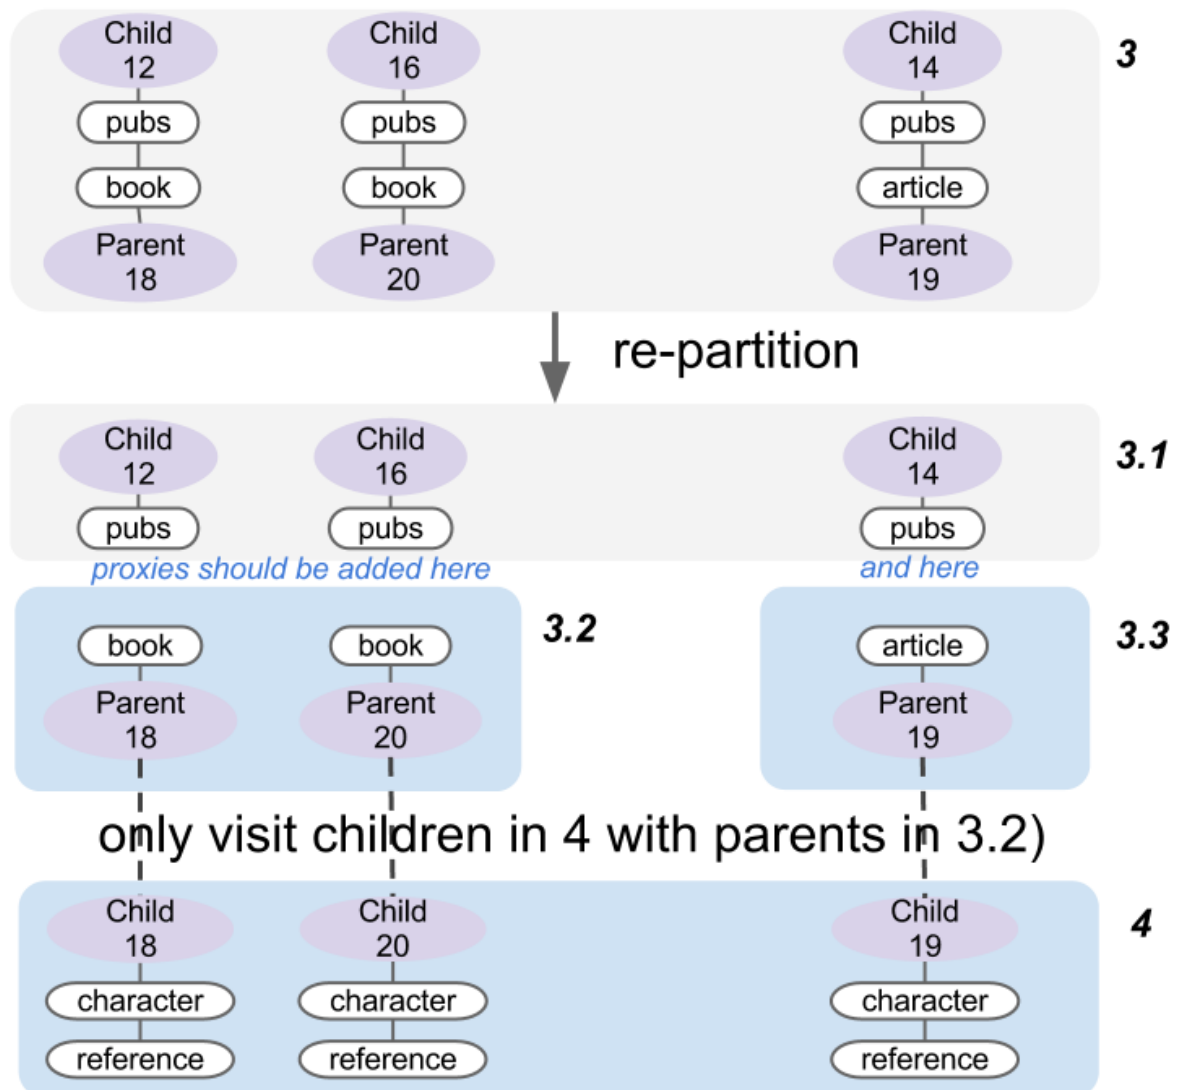 Child Child Child 3
12 16 14
pubs pubs pubs
book book article
Parent Parent Parent
18 20 19
re-partition
Child Child Child 3.1
12 16 14
pubs pubs pubs
proxies should be added here and here
book book 3.2 article 3.3
Parent Parent Parent
18 20 19
only visit children in 4 with parents in 3.2)
Child Child Child 4
18 20 19
character character character
reference reference reference